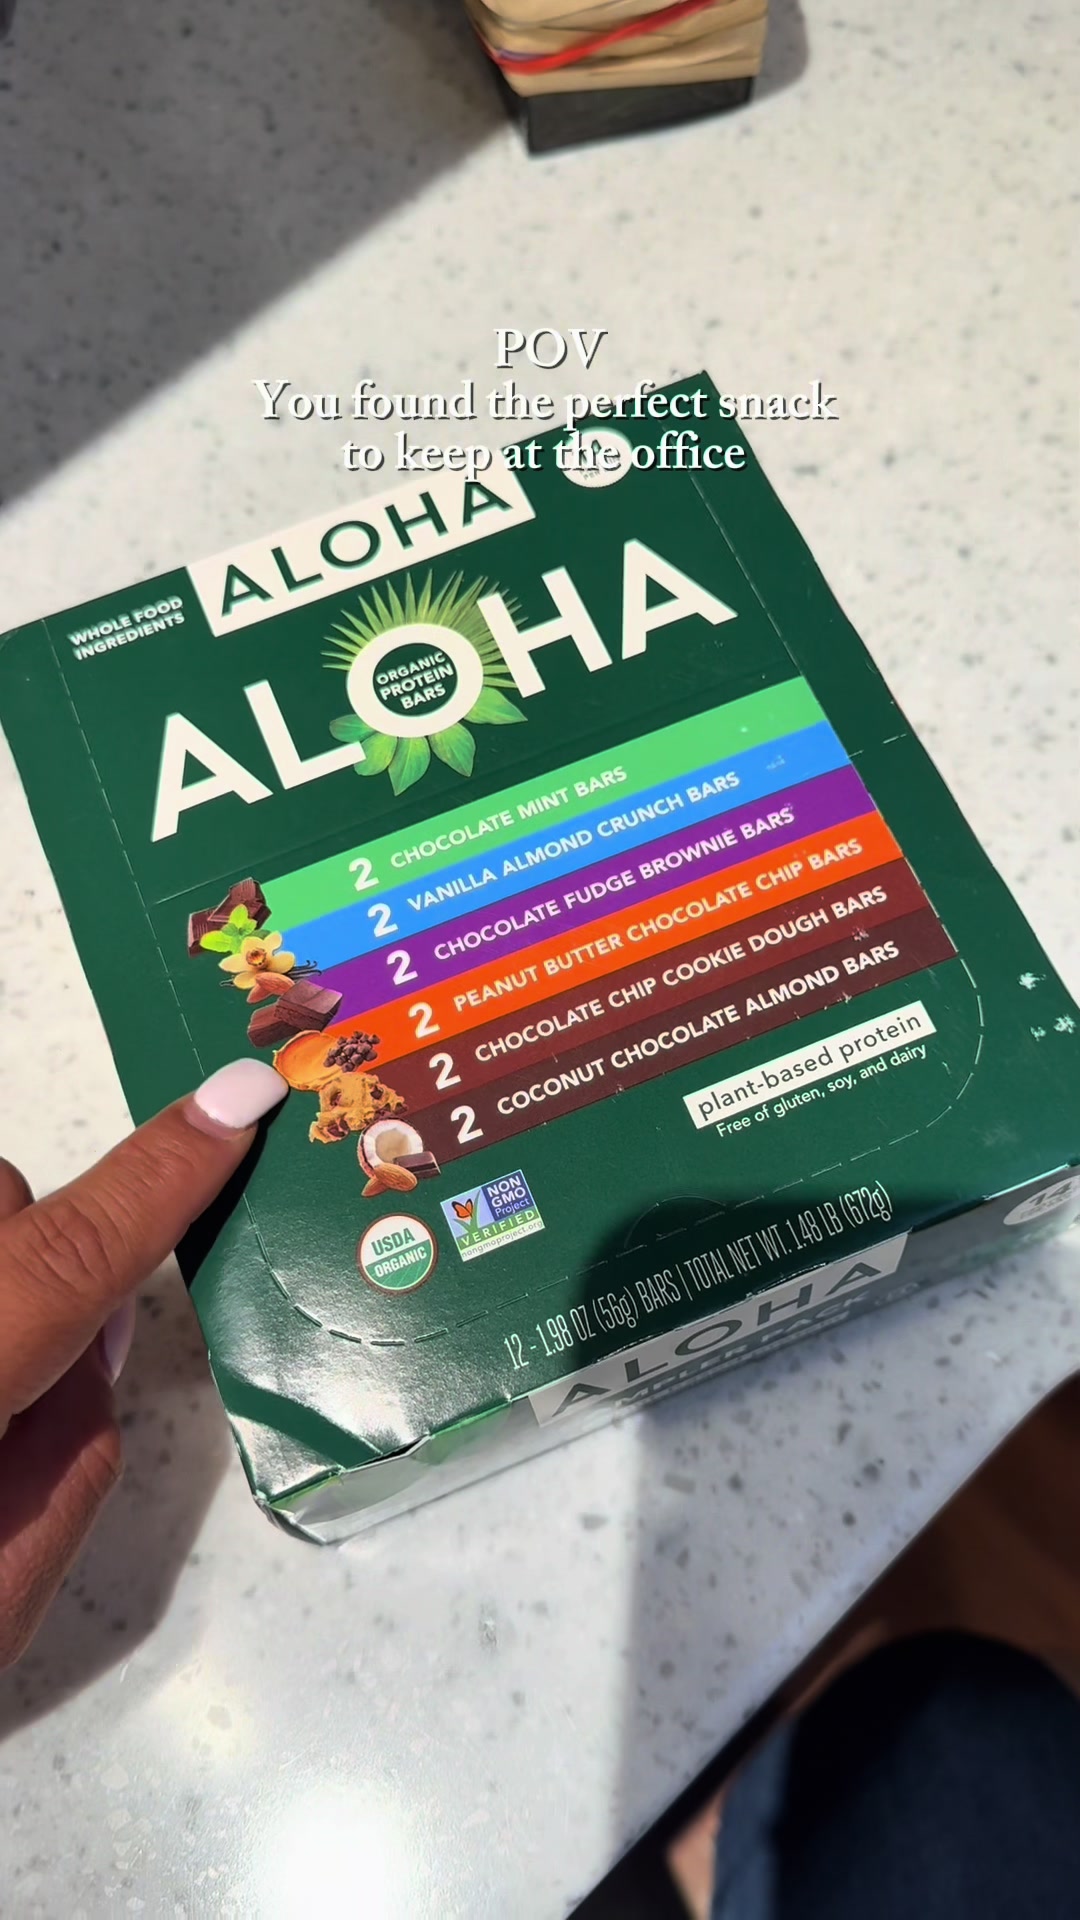 POV
You found the perfect snack
to keep at the office
ALOHA
WHOLE FOOD
INGREDIENTS
ALOHA
ORGANIC
PROTEIN
BARS
2 CHOCOLATE MINT BARS
2 VANILLA ALMOND CRUNCH BARS
2 CHOCOLATE FUDGE BROWNIE BARS
2 PEANUT BUTTER CHOCOLATE CHIP BARS
2 CHOCOLATE CHIP COOKIE DOUGH BARS
2 COCONUT CHOCOLATE ALMOND BARS
plant-based protein
Free of gluten, soy, and dairy
USDA
ORGANIC
NON
GMO
Project
VERIFIED
nongmoproject.org
12 - 1.98 OZ (56g) BARS | TOTAL NET WT. 1.48 LB (672g)
14
ALOHA
PACK